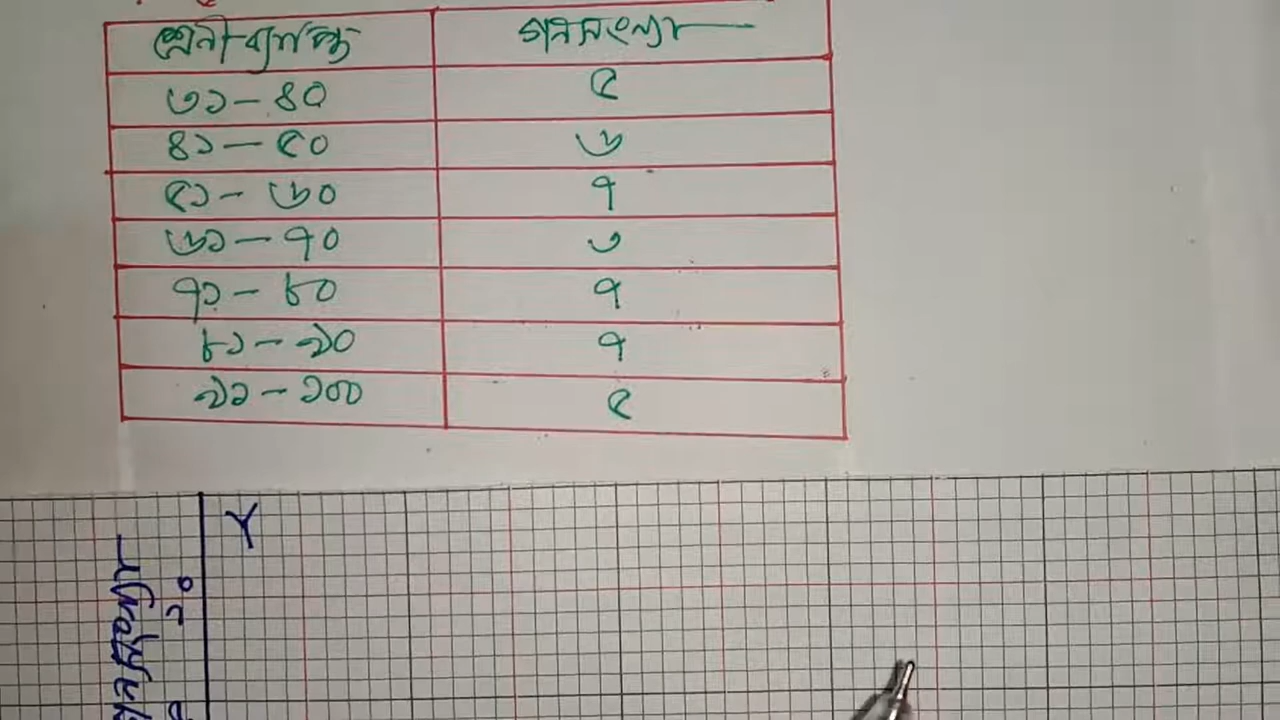 শ্রেনী ব্যাপ্তি গনসংখ্যা
৩১ - ৪০ ৫
৪১ - ৫০ ৬
৫১ - ৬০ ৭
৬১ - ৭০ ৩
৭১ - ৮০ ৭
৮১ - ৯০ ৭
৯১ - ১০০ ৫
Y
১০